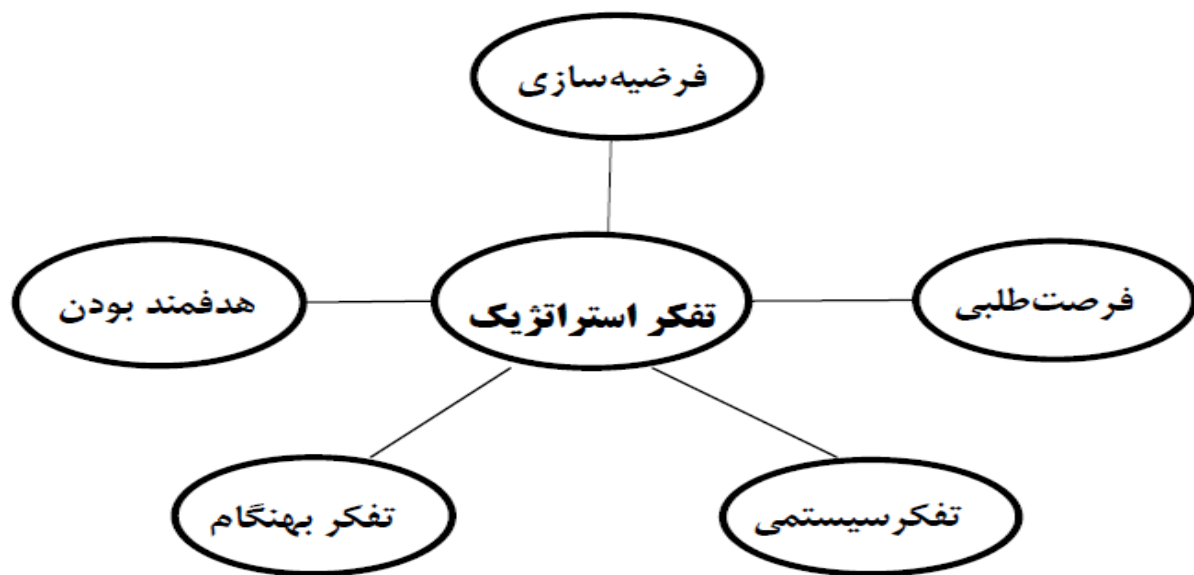 فرضیه‌سازی
فرصت‌طلبی
تفکر استراتژیک
هدفمند بودن
تفکرسیستمی
تفکر بهنگام